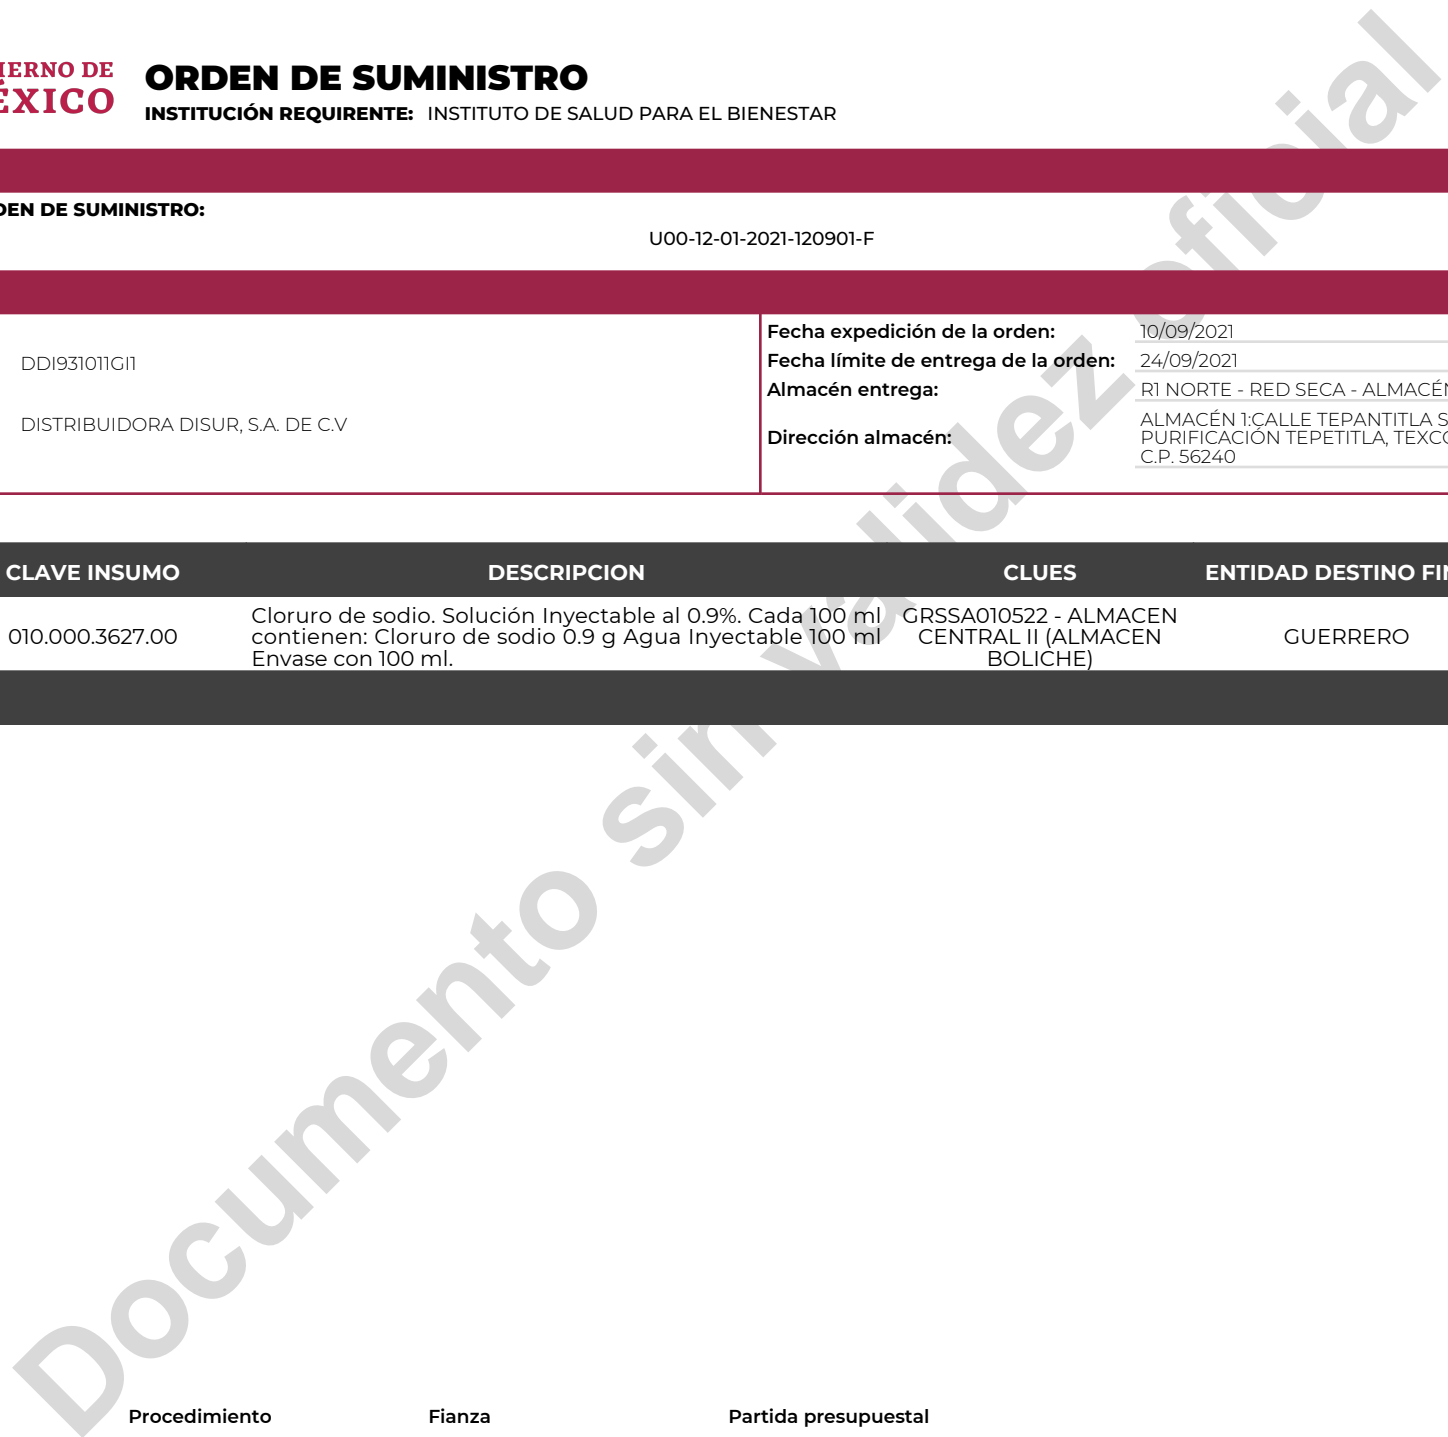 IERNO DE
ÉXICO
ORDEN DE SUMINISTRO
INSTITUCIÓN REQUIRENTE: INSTITUTO DE SALUD PARA EL BIENESTAR
DEN DE SUMINISTRO:
U00-12-01-2021-120901-F
DDI931011GI1
DISTRIBUIDORA DISUR, S.A. DE C.V
Fecha expedición de la orden: 10/09/2021
Fecha límite de entrega de la orden: 24/09/2021
Almacén entrega: R1 NORTE - RED SECA - ALMACÉN
Dirección almacén: ALMACÉN 1:CALLE TEPANTITLA S
PURIFICACIÓN TEPETITLA, TEXCO
C.P. 56240
CLAVE INSUMO DESCRIPCION CLUES ENTIDAD DESTINO FIN
010.000.3627.00
Cloruro de sodio. Solución Inyectable al 0.9%. Cada 100 ml
contienen: Cloruro de sodio 0.9 g Agua Inyectable 100 ml
Envase con 100 ml.
GRSSA010522 - ALMACEN
CENTRAL II (ALMACEN
BOLICHE)
GUERRERO
Documento sin validez oficial
Procedimiento Fianza Partida presupuestal